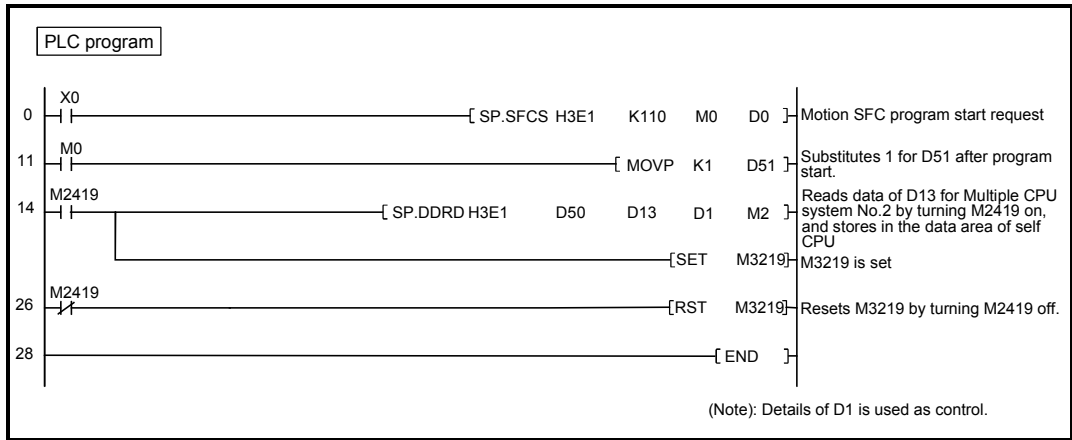 PLC program
X0
0 SP.SFCS H3E1 K110 M0 D0 Motion SFC program start request
M0
11 MOVP K1 D51 Substitutes 1 for D51 after program
start.
M2419
14 SP.DDRD H3E1 D50 D13 D1 M2 Reads data of D13 for Multiple CPU
system No.2 by turning M2419 on,
and stores in the data area of self
CPU
SET M3219 M3219 is set
M2419
26 RST M3219 Resets M3219 by turning M2419 off.
28 END
(Note): Details of D1 is used as control.